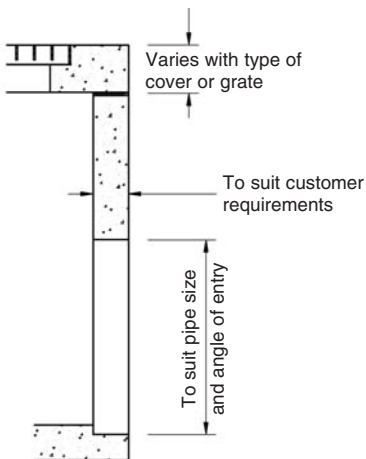 Varies with type of
cover or grate
To suit customer
requirements
To suit pipe size
and angle of entry